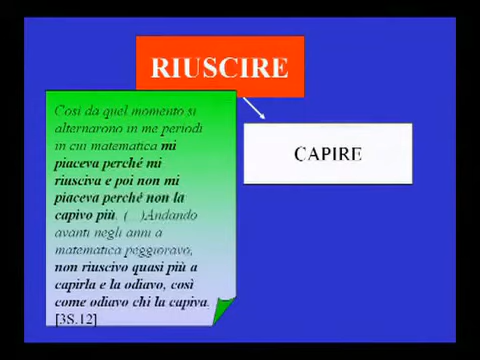 RIUSCIRE
Così da quel momento si
alternarono in me periodi
in cui matematica mi
piaceva perché mi
riusciva e poi non mi
piaceva perché non la
capivo più. (...)Andando
avanti negli anni a
matematica peggioravo,
non riuscivo quasi più a
capirla e la odiavo, così
come odiavo chi la capiva.
[3S.12]
CAPIRE